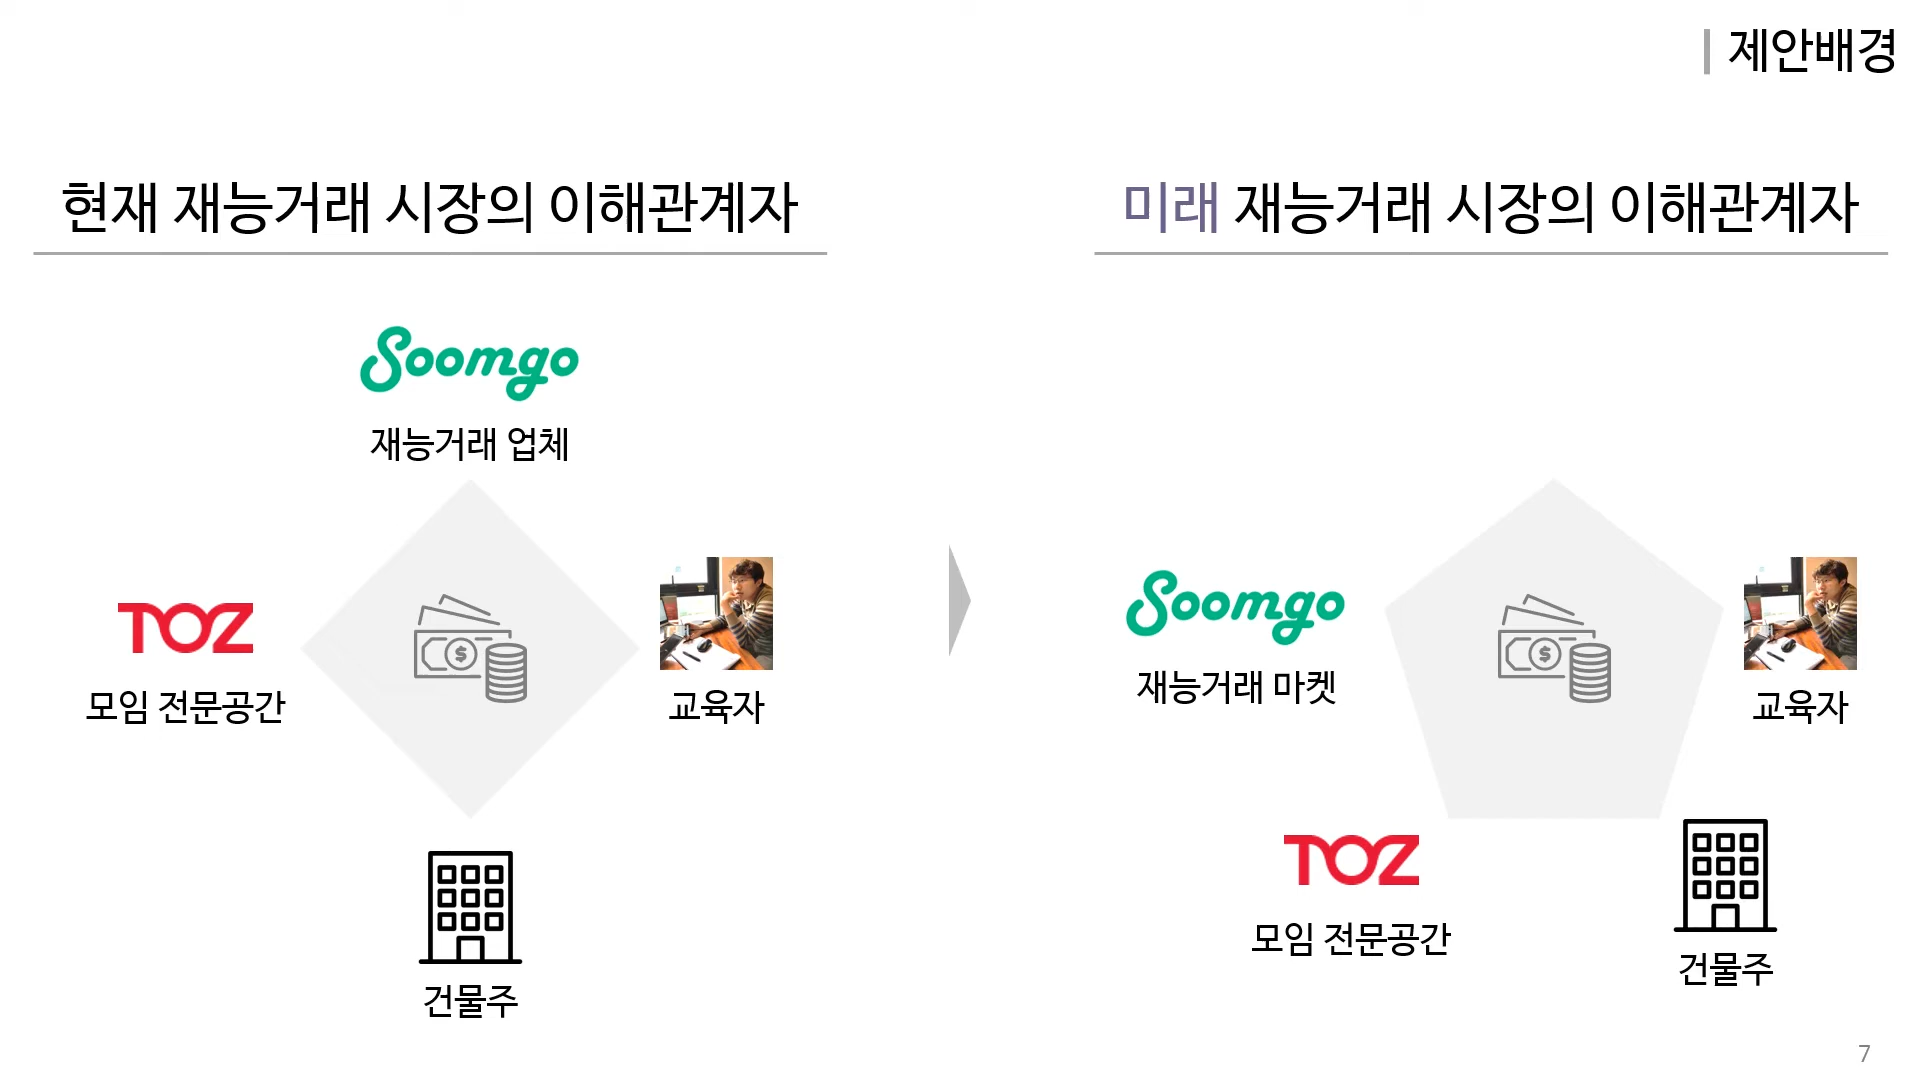 제안배경
현재 재능거래 시장의 이해관계자
Soomgo
재능거래 업체
TOZ
모임 전문공간
$
교육자
건물주
미래 재능거래 시장의 이해관계자
Soomgo
재능거래 마켓
$
교육자
TOZ
모임 전문공간
건물주
7